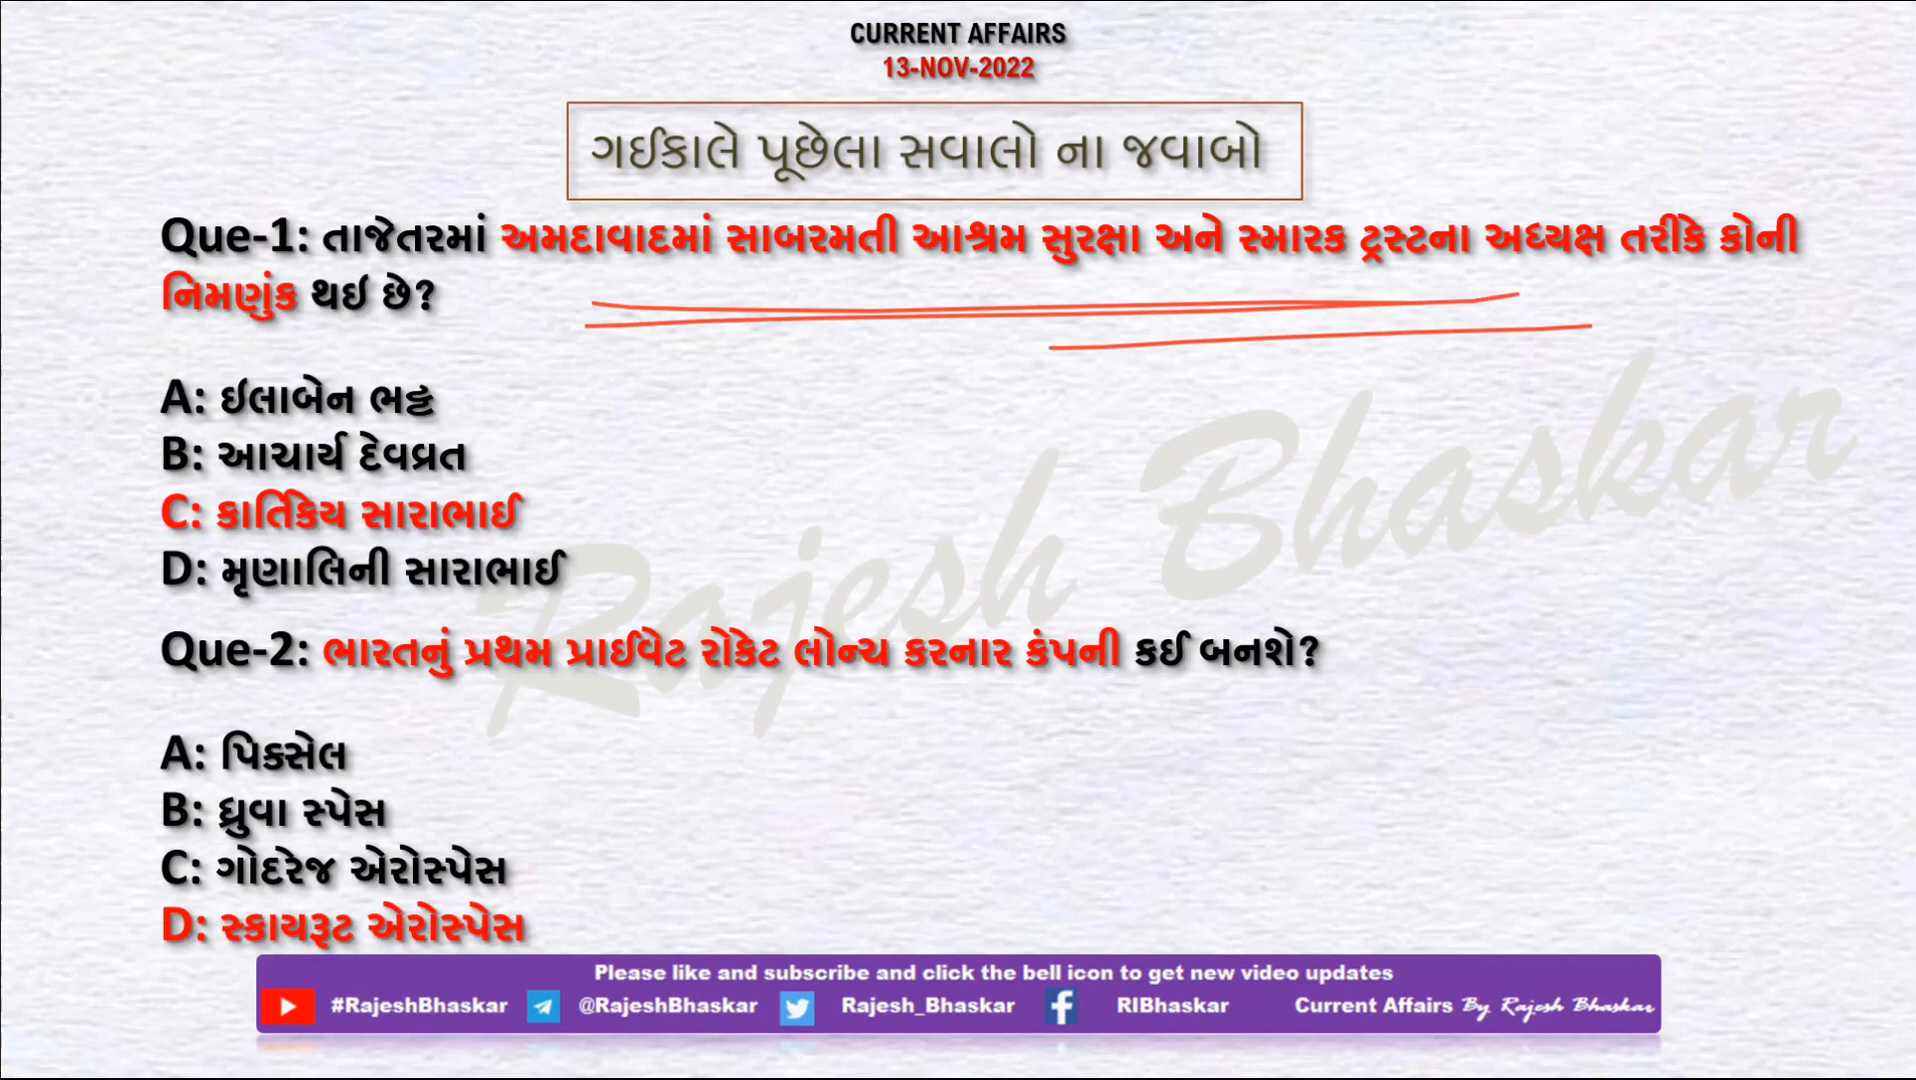 CURRENT AFFAIRS
13-NOV-2022
ગઈકાલે પૂછેલા સવાલો ના જવાબો
Que-1: તાજેતરમાં અમદાવાદમાં સાબરમતી આશ્રમ સુરક્ષા અને સ્મારક ટ્રસ્ટના અધ્યક્ષ તરીકે કોની
નિમણુંક થઇ છે?
A: ઇલાબેન ભટ્ટ
B: આચાર્ય દેવવ્રત
C: કાર્તિકેય સારાભાઈ
D: મૃણાલિની સારાભાઈ
Rajesh Bhaskar
Que-2: ભારતનું પ્રથમ પ્રાઈવેટ રોકેટ લોન્ચ કરનાર કંપની કઈ બનશે?
A: પિક્સેલ
B: ધ્રુવા સ્પેસ
C: ગોદરેજ એરોસ્પેસ
D: સ્કાયરૂટ એરોસ્પેસ
Please like and subscribe and click the bell icon to get new video updates
#RajeshBhaskar @RajeshBhaskar Rajesh_Bhaskar RIBhaskar Current Affairs By Rajesh Bhaskar